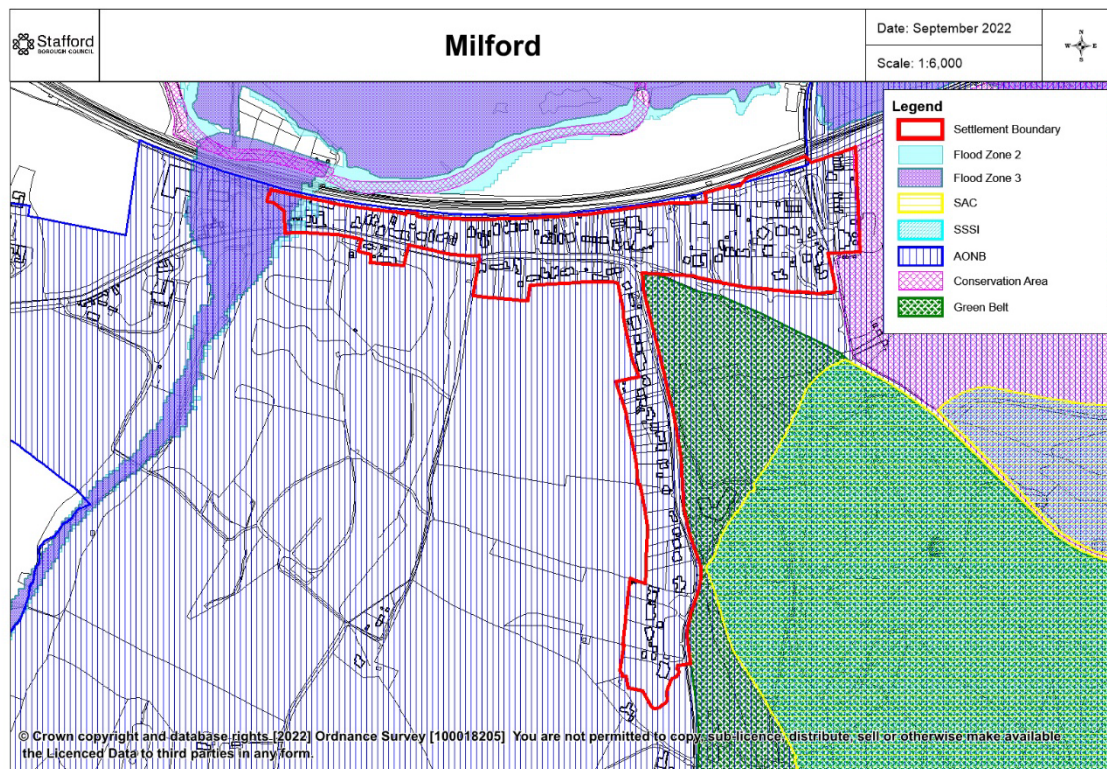 Stafford
BOROUGH COUNCIL
Milford
Date: September 2022
Scale: 1:6,000
N
W E
S
Legend
Settlement Boundary
Flood Zone 2
Flood Zone 3
SAC
SSSI
AONB
Conservation Area
Green Belt
© Crown copyright and database rights [2022] Ordnance Survey [100018205] You are not permitted to copy, sub-licence, distribute, sell or otherwise make available
the Licenced Data to third parties in any form.